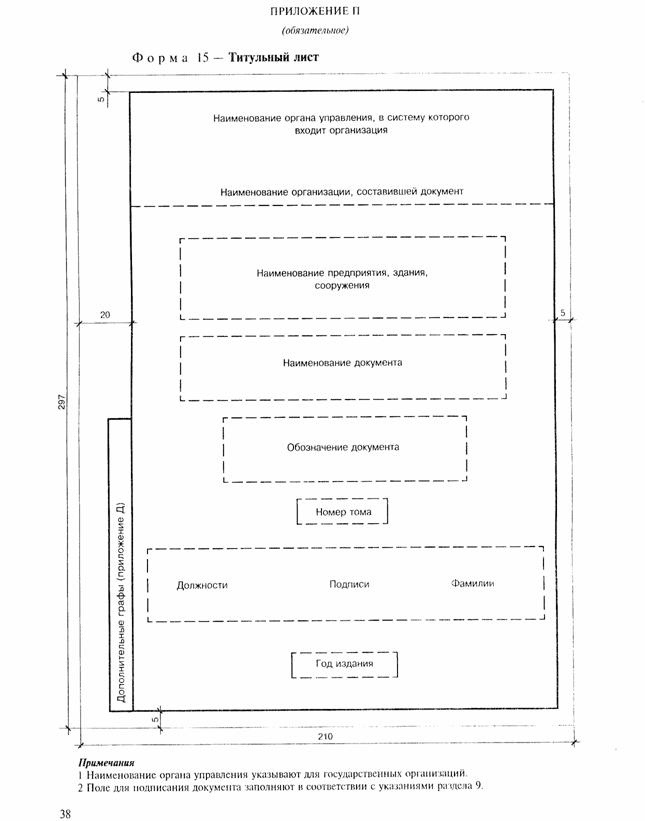 ПРИЛОЖЕНИЕ П
(обязательное)
Форма 15 — Титульный лист
5
Наименование органа управления, в систему которого
входит организация
Наименование организации, составившей документ
Наименование предприятия, здания,
сооружения
20
5
Наименование документа
297
Обозначение документа
Номер тома
Дополнительные графы (приложение Д)
Должности Подписи Фамилии
Год издания
5
210
Примечания
1 Наименование органа управления указывают для государственных организаций.
2 Поле для подписания документа заполняют в соответствии с указаниями раздела 9.
38